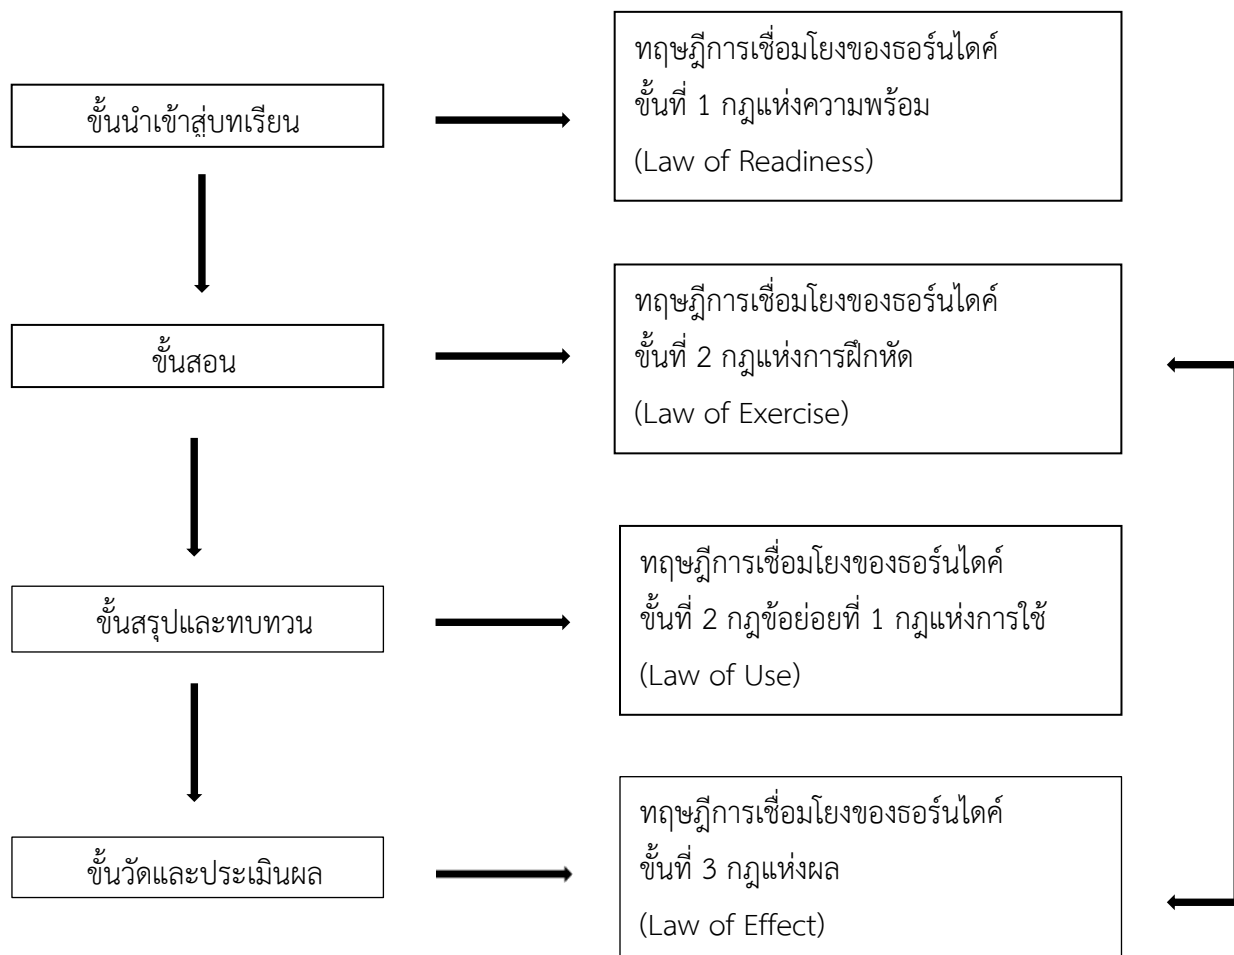 ขั้นนำเข้าสู่บทเรียน
ทฤษฎีการเชื่อมโยงของธอร์นไดค์
ขั้นที่ 1 กฎแห่งความพร้อม
(Law of Readiness)
ขั้นสอน
ทฤษฎีการเชื่อมโยงของธอร์นไดค์
ขั้นที่ 2 กฎแห่งการฝึกหัด
(Law of Exercise)
ขั้นสรุปและทบทวน
ทฤษฎีการเชื่อมโยงของธอร์นไดค์
ขั้นที่ 2 กฎข้อย่อยที่ 1 กฎแห่งการใช้
(Law of Use)
ขั้นวัดและประเมินผล
ทฤษฎีการเชื่อมโยงของธอร์นไดค์
ขั้นที่ 3 กฎแห่งผล
(Law of Effect)